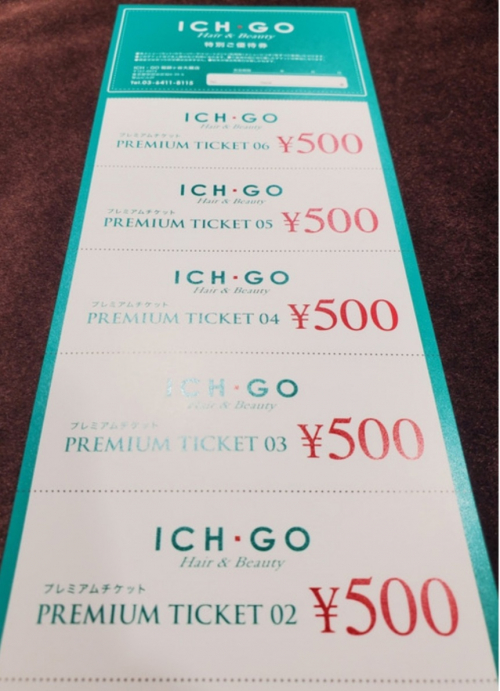 ICH・GO
Hair & Beauty
特別ご優待券
Tel.03-6411-8118
ICH・GO
Hair & Beauty
プレミアムチケット
PREMIUM TICKET 06 ¥500
ICH・GO
Hair & Beauty
プレミアムチケット
PREMIUM TICKET 05 ¥500
ICH・GO
Hair & Beauty
プレミアムチケット
PREMIUM TICKET 04 ¥500
ICH・GO
Hair & Beauty
プレミアムチケット
PREMIUM TICKET 03 ¥500
ICH・GO
Hair & Beauty
プレミアムチケット
PREMIUM TICKET 02 ¥500